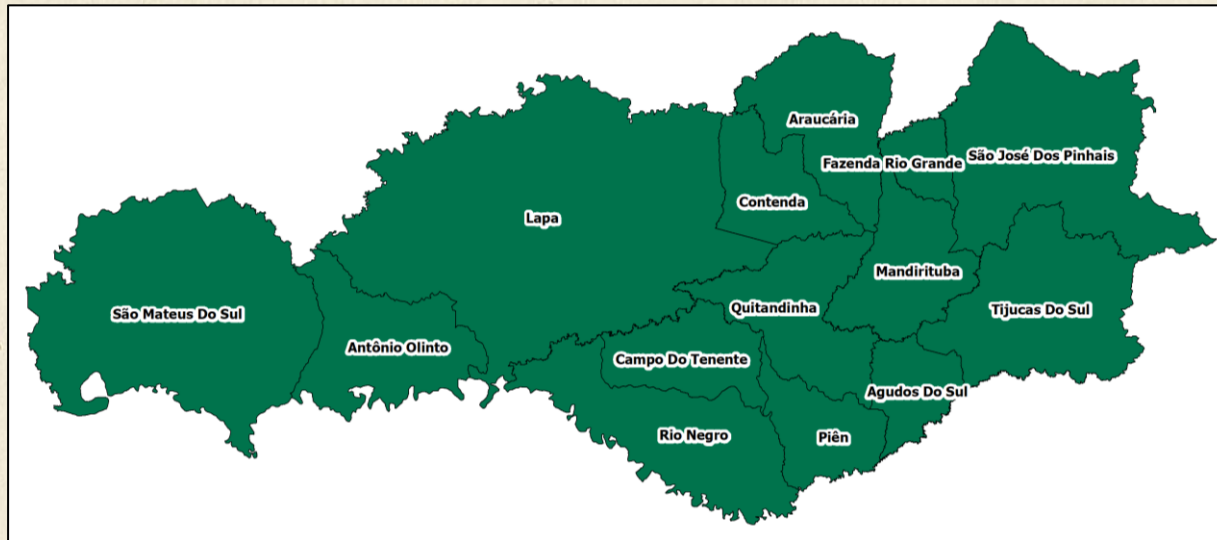 Araucária
Fazenda Rio Grande
São José Dos Pinhais
Contenda
Lapa
Mandirituba
São Mateus Do Sul
Quitandinha
Tijucas Do Sul
Antônio Olinto
Campo Do Tenente
Agudos Do Sul
Rio Negro
Piên